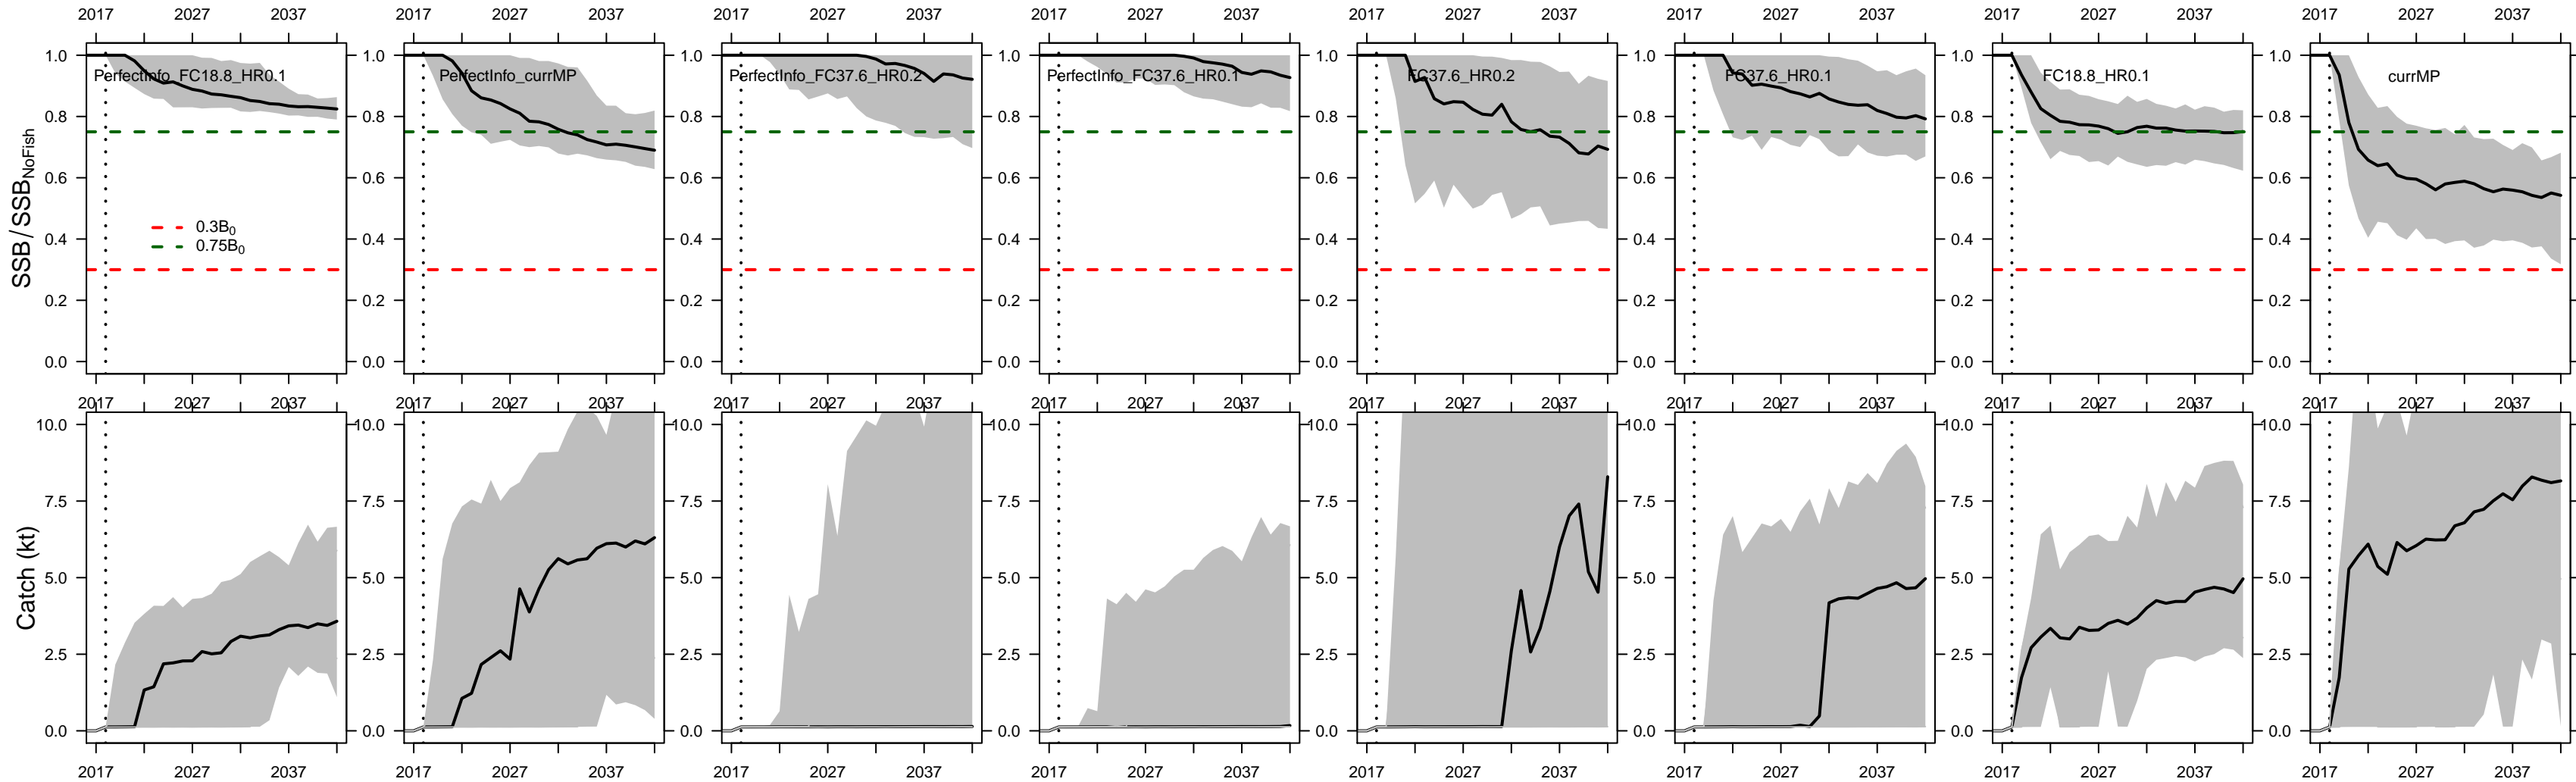 2017 2027 2037 2017 2027 2037 2017 2027 2037 2017 2027 2037 2017 2027 2037 2017 2027 2037 2017 2027 2037 2017 2027 2037
1.0 1.0 1.0 1.0 1.0 1.0 1.0 1.0
PerfectInfo_FC18.8_HR0.1 PerfectInfo_currMP PerfectInfo_FC37.6_HR0.2 PerfectInfo_FC37.6_HR0.1 FC37.6_HR0.2 FC37.6_HR0.1 FC18.8_HR0.1 currMP
0.8 0.8 0.8 0.8 0.8 0.8 0.8 0.8
0.6 0.6 0.6 0.6 0.6 0.6 0.6 0.6
SSB/SSBNoFish
0.3B0
0.4 0.4 0.4 0.4 0.4 0.4 0.4 0.4
0.75B0
0.2 0.2 0.2 0.2 0.2 0.2 0.2 0.2
0.0 0.0 0.0 0.0 0.0 0.0 0.0 0.0
2017 2027 2037 2017 2027 2037 2017 2027 2037 2017 2027 2037 2017 2027 2037 2017 2027 2037 2017 2027 2037 2017 2027 2037
10.0 10.0 10.0 10.0 10.0 10.0 10.0 10.0
7.5 7.5 7.5 7.5 7.5 7.5 7.5 7.5
Catch (kt)
5.0 5.0 5.0 5.0 5.0 5.0 5.0 5.0
2.5 2.5 2.5 2.5 2.5 2.5 2.5 2.5
0.0 0.0 0.0 0.0 0.0 0.0 0.0 0.0
2017 2027 2037 2017 2027 2037 2017 2027 2037 2017 2027 2037 2017 2027 2037 2017 2027 2037 2017 2027 2037 2017 2027 2037